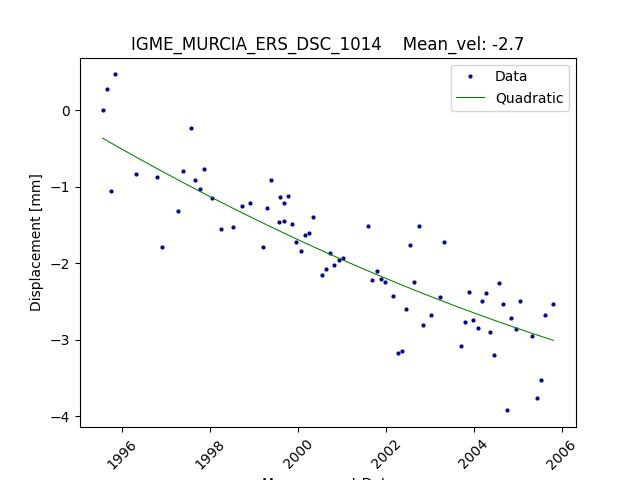 IGME_MURCIA_ERS_DSC_1014 Mean_vel: -2.7
Data
Quadratic
Displacement [mm]
0
−1
−2
−3
−4
1996
1998
2000
2002
2004
2006